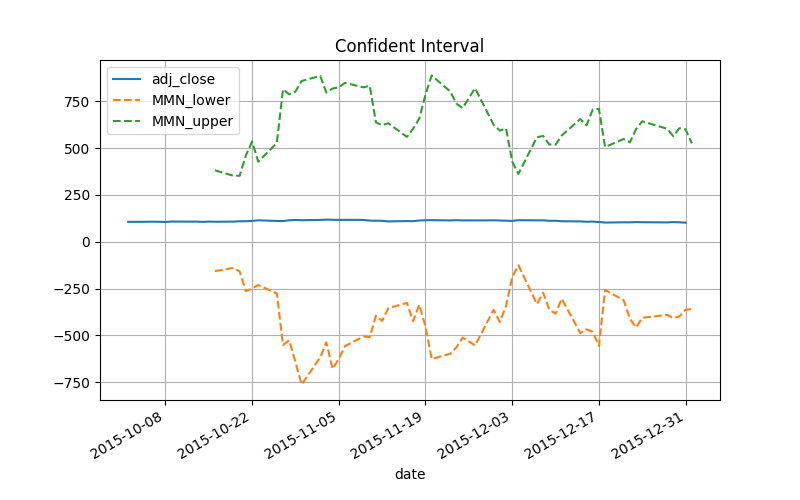 Confident Interval
adj_close
MMN_lower
MMN_upper
750
500
250
0
−250
−500
−750
2015-10-08
2015-10-22
2015-11-05
2015-11-19
2015-12-03
2015-12-17
2015-12-31
date